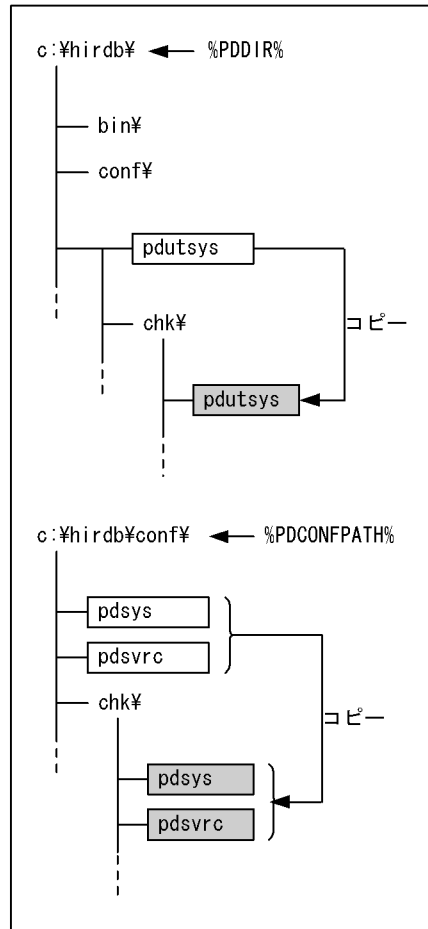 c:¥hirdb¥ %PDDIR%
bin¥
conf¥
pdutsys
chk¥
コピー
pdutsys
c:¥hirdb¥conf¥ %PDCONFPATH%
pdsys
pdsvrc
chk¥
コピー
pdsys
pdsvrc